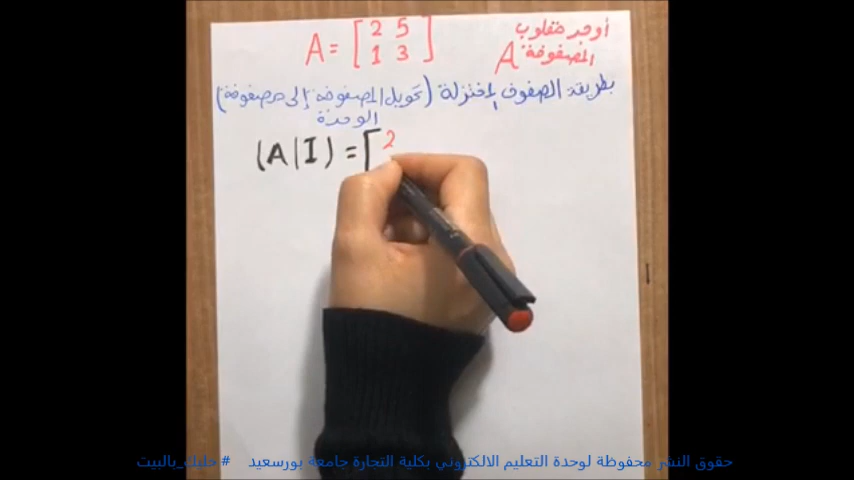 أوجد مقلوب
المصفوفة A
A = [ 2 5
1 3 ]
بطريقة الصفوف المختزلة (تحويل المصفوفة إلى مصفوفة)
الوحدة
(A|I) = [ 2
حقوق النشر محفوظة لوحدة التعليم الالكتروني بكلية التجارة جامعة بورسعيد # خليك_بالبيت